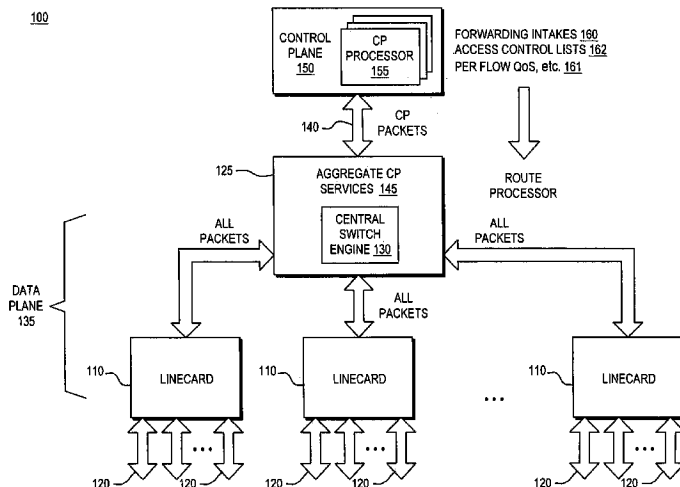 100
CONTROL
PLANE
150
CP
PROCESSOR
155
FORWARDING INTAKES 160
ACCESS CONTROL LISTS 162
PER FLOW QoS, etc. 161
140
CP
PACKETS
ROUTE
PROCESSOR
125
AGGREGATE CP
SERVICES 145
CENTRAL
SWITCH
ENGINE 130
ALL
PACKETS
ALL
PACKETS
ALL
PACKETS
DATA
PLANE
135
110
LINECARD
110
LINECARD
...
110
LINECARD
...
...
...
120
120
120
120
120
120